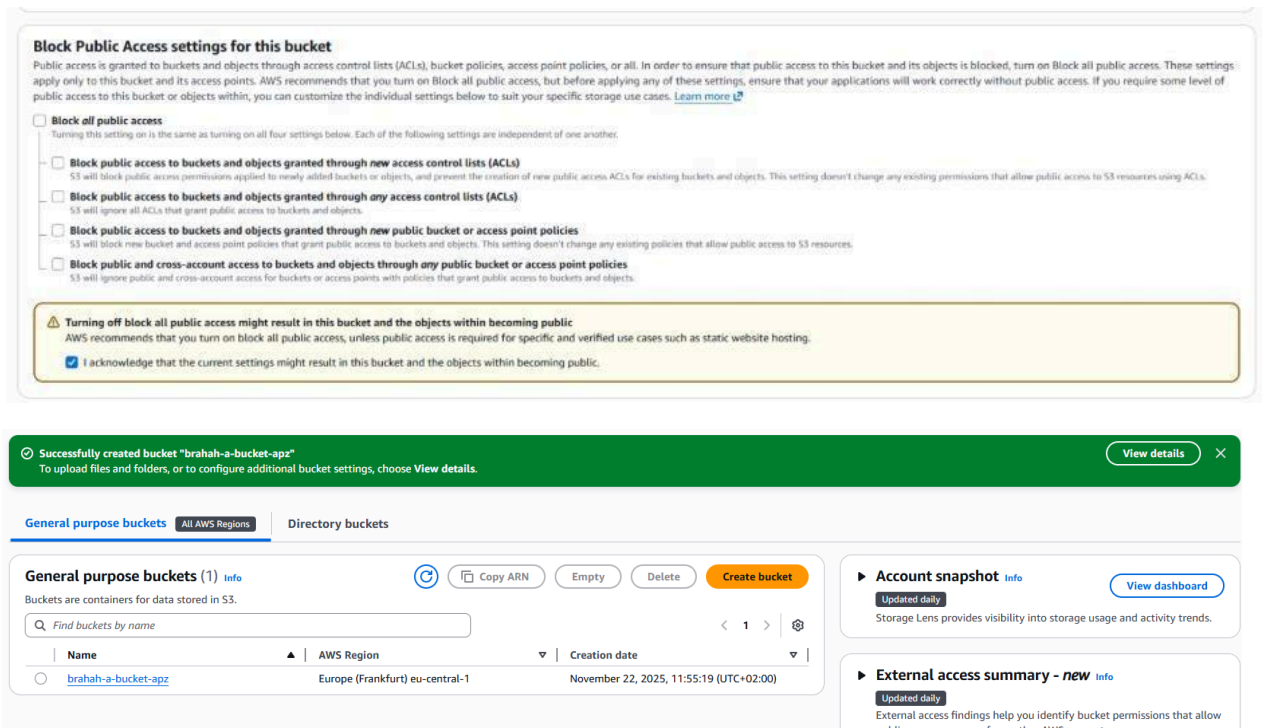 Block Public Access settings for this bucket
Public access is granted to buckets and objects through access control lists (ACLs), bucket policies, access point policies, or all. In order to ensure that public access to this bucket and its objects is blocked, turn on Block all public access. These settings
apply only to this bucket and its access points. AWS recommends that you turn on Block all public access, but before applying any of these settings, ensure that your applications will work correctly without public access. If you require some level of
public access to this bucket or objects within, you can customize the individual settings below to suit your specific storage use cases. Learn more
Block all public access
Turning this setting on is the same as turning on all four settings below. Each of the following settings are independent of one another.
Block public access to buckets and objects granted through new access control lists (ACLs)
S3 will block public access permissions applied to newly added buckets or objects, and prevent the creation of new public access ACLs for existing buckets and objects. This setting doesn't change any existing permissions that allow public access to S3 resources using ACLs.
Block public access to buckets and objects granted through any access control lists (ACLs)
S3 will ignore all ACLs that grant public access to buckets and objects.
Block public access to buckets and objects granted through new public bucket or access point policies
S3 will block new bucket and access point policies that grant public access to buckets and objects. This setting doesn't change any existing policies that allow public access to S3 resources.
Block public and cross-account access to buckets and objects through any public bucket or access point policies
S3 will ignore public and cross-account access for buckets or access points with policies that grant public access to buckets and objects.
Turning off block all public access might result in this bucket and the objects within becoming public
AWS recommends that you turn on block all public access, unless public access is required for specific and verified use cases such as static website hosting.
I acknowledge that the current settings might result in this bucket and the objects within becoming public.
Successfully created bucket "brahah-a-bucket-apz"
To upload files and folders, or to configure additional bucket settings, choose View details.
View details
General purpose buckets All AWS Regions Directory buckets
General purpose buckets (1) Info
Copy ARN Empty Delete Create bucket
Buckets are containers for data stored in S3.
Find buckets by name
1
Name AWS Region Creation date
brahah-a-bucket-apz Europe (Frankfurt) eu-central-1 November 22, 2025, 11:55:19 (UTC+02:00)
Account snapshot Info
View dashboard
Updated daily
Storage Lens provides visibility into storage usage and activity trends.
External access summary - new Info
Updated daily
External access findings help you identify bucket permissions that allow